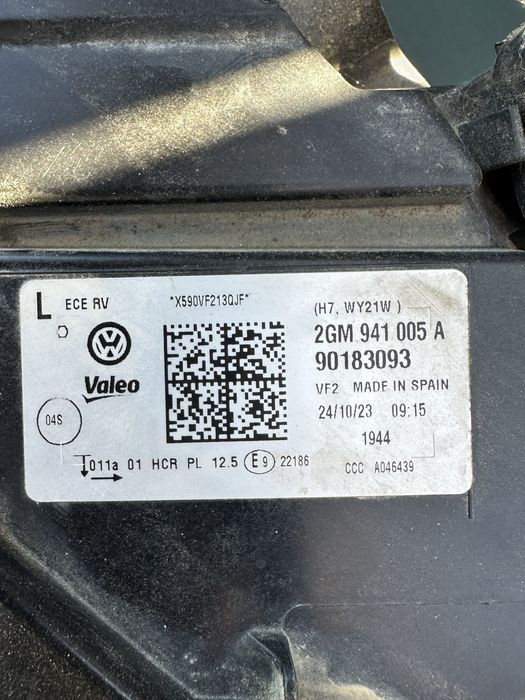 L ECE RV
*X590VF213QJF*
(H7, WY21W )
2GM 941 005 A
90183093
Valeo
VF2 MADE IN SPAIN
24/10/23 09:15
04S
1944
011a 01 HCR PL 12.5 E9 22186
CCC A046439